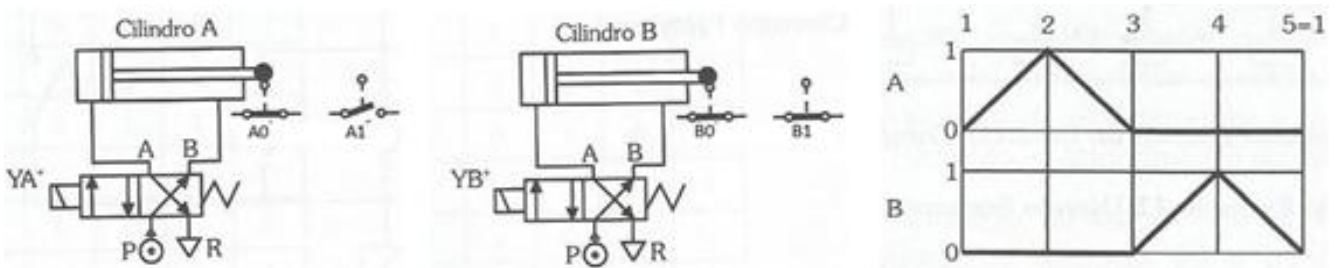 Cilindro A
A0 A1⁻
A B
YA⁺
P R
Cilindro B
B0 B1
A B
YB⁺
P R
1 2 3 4 5=1
1
A
0
1
B
0